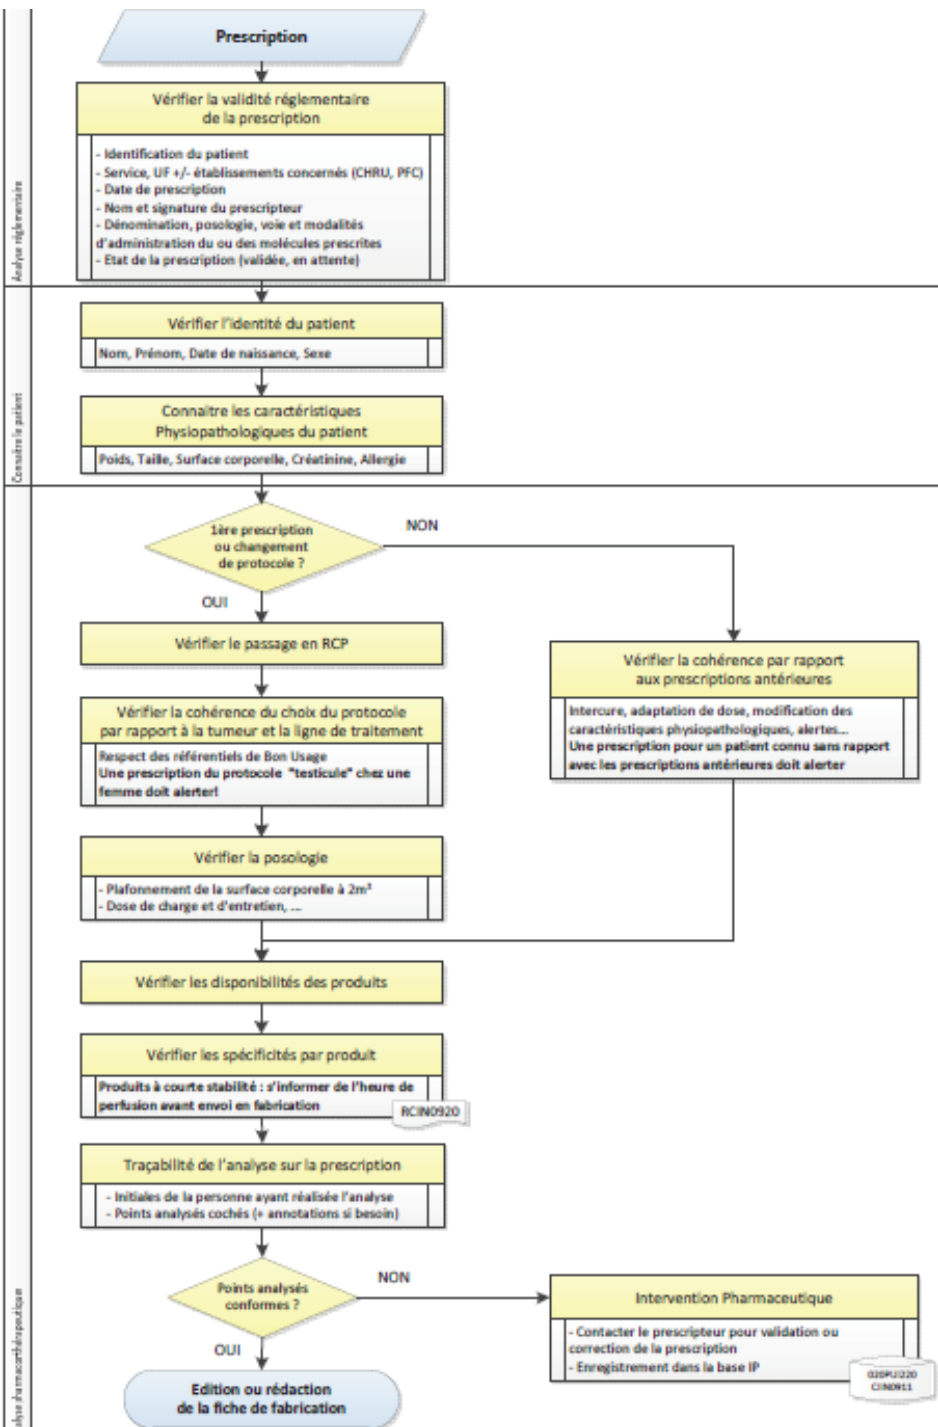 Prescription
Analyse réglementaire
Vérifier la validité réglementaire
de la prescription
- Identification du patient
- Service, UF +/- établissements concernés (CHRU, PFC)
- Date de prescription
- Nom et signature du prescripteur
- Dénomination, posologie, voie et modalités
d'administration du ou des molécules prescrites
- Etat de la prescription (validée, en attente)
Connaître le patient
Vérifier l'identité du patient
Nom, Prénom, Date de naissance, Sexe
Connaitre les caractéristiques
Physiopathologiques du patient
Poids, Taille, Surface corporelle, Créatinine, Allergie
1ère prescription
ou changement
de protocole ?
NON
OUI
Vérifier le passage en RCP
Vérifier la cohérence par rapport
aux prescriptions antérieures
Intercure, adaptation de dose, modification des
caractéristiques physiopathologiques, alertes...
Une prescription pour un patient connu sans rapport
avec les prescriptions antérieures doit alerter
Vérifier la cohérence du choix du protocole
par rapport à la tumeur et la ligne de traitement
Respect des référentiels de Bon Usage
Une prescription du protocole "testicule" chez une
femme doit alerter!
Vérifier la posologie
- Plafonnement de la surface corporelle à 2m²
- Dose de charge et d'entretien, ...
Vérifier les disponibilités des produits
Vérifier les spécificités par produit
Produits à courte stabilité : s'informer de l'heure de
perfusion avant envoi en fabrication
RCIN0920
Traçabilité de l'analyse sur la prescription
- Initiales de la personne ayant réalisée l'analyse
- Points analysés cochés (+ annotations si besoin)
Points analysés
conformes ?
NON
OUI
Intervention Pharmaceutique
- Contacter le prescripteur pour validation ou
correction de la prescription
- Enregistrement dans la base IP
Edition ou rédaction
de la fiche de fabrication